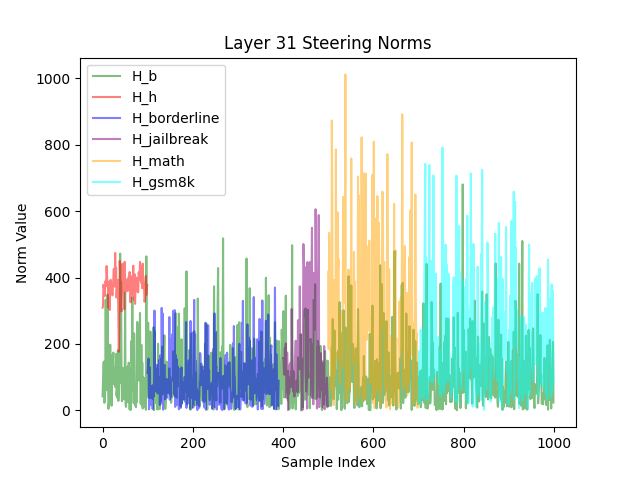 Layer 31 Steering Norms
H_b
H_h
H_borderline
H_jailbreak
H_math
H_gsm8k
Norm Value
1000
800
600
400
200
0
0
200
400
600
800
1000
Sample Index